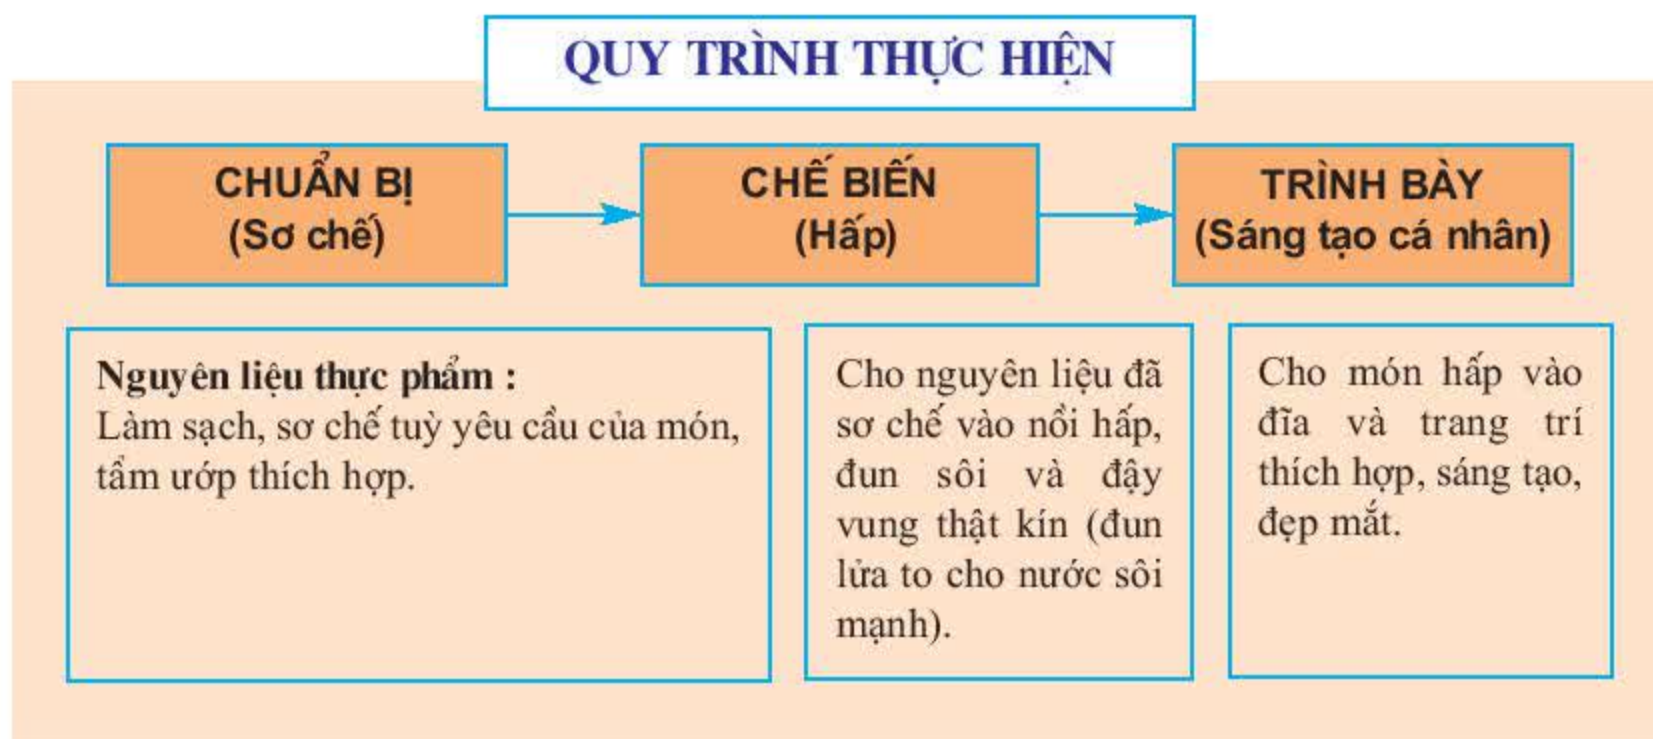 QUY TRÌNH THỰC HIỆN
CHUẨN BỊ
(Sơ chế)
CHẾ BIẾN
(Hấp)
TRÌNH BÀY
(Sáng tạo cá nhân)
Nguyên liệu thực phẩm :
Làm sạch, sơ chế tuỳ yêu cầu của món,
tẩm ướp thích hợp.
Cho nguyên liệu đã
sơ chế vào nồi hấp,
đun sôi và đậy
vung thật kín (đun
lửa to cho nước sôi
mạnh).
Cho món hấp vào
đĩa và trang trí
thích hợp, sáng tạo,
đẹp mắt.